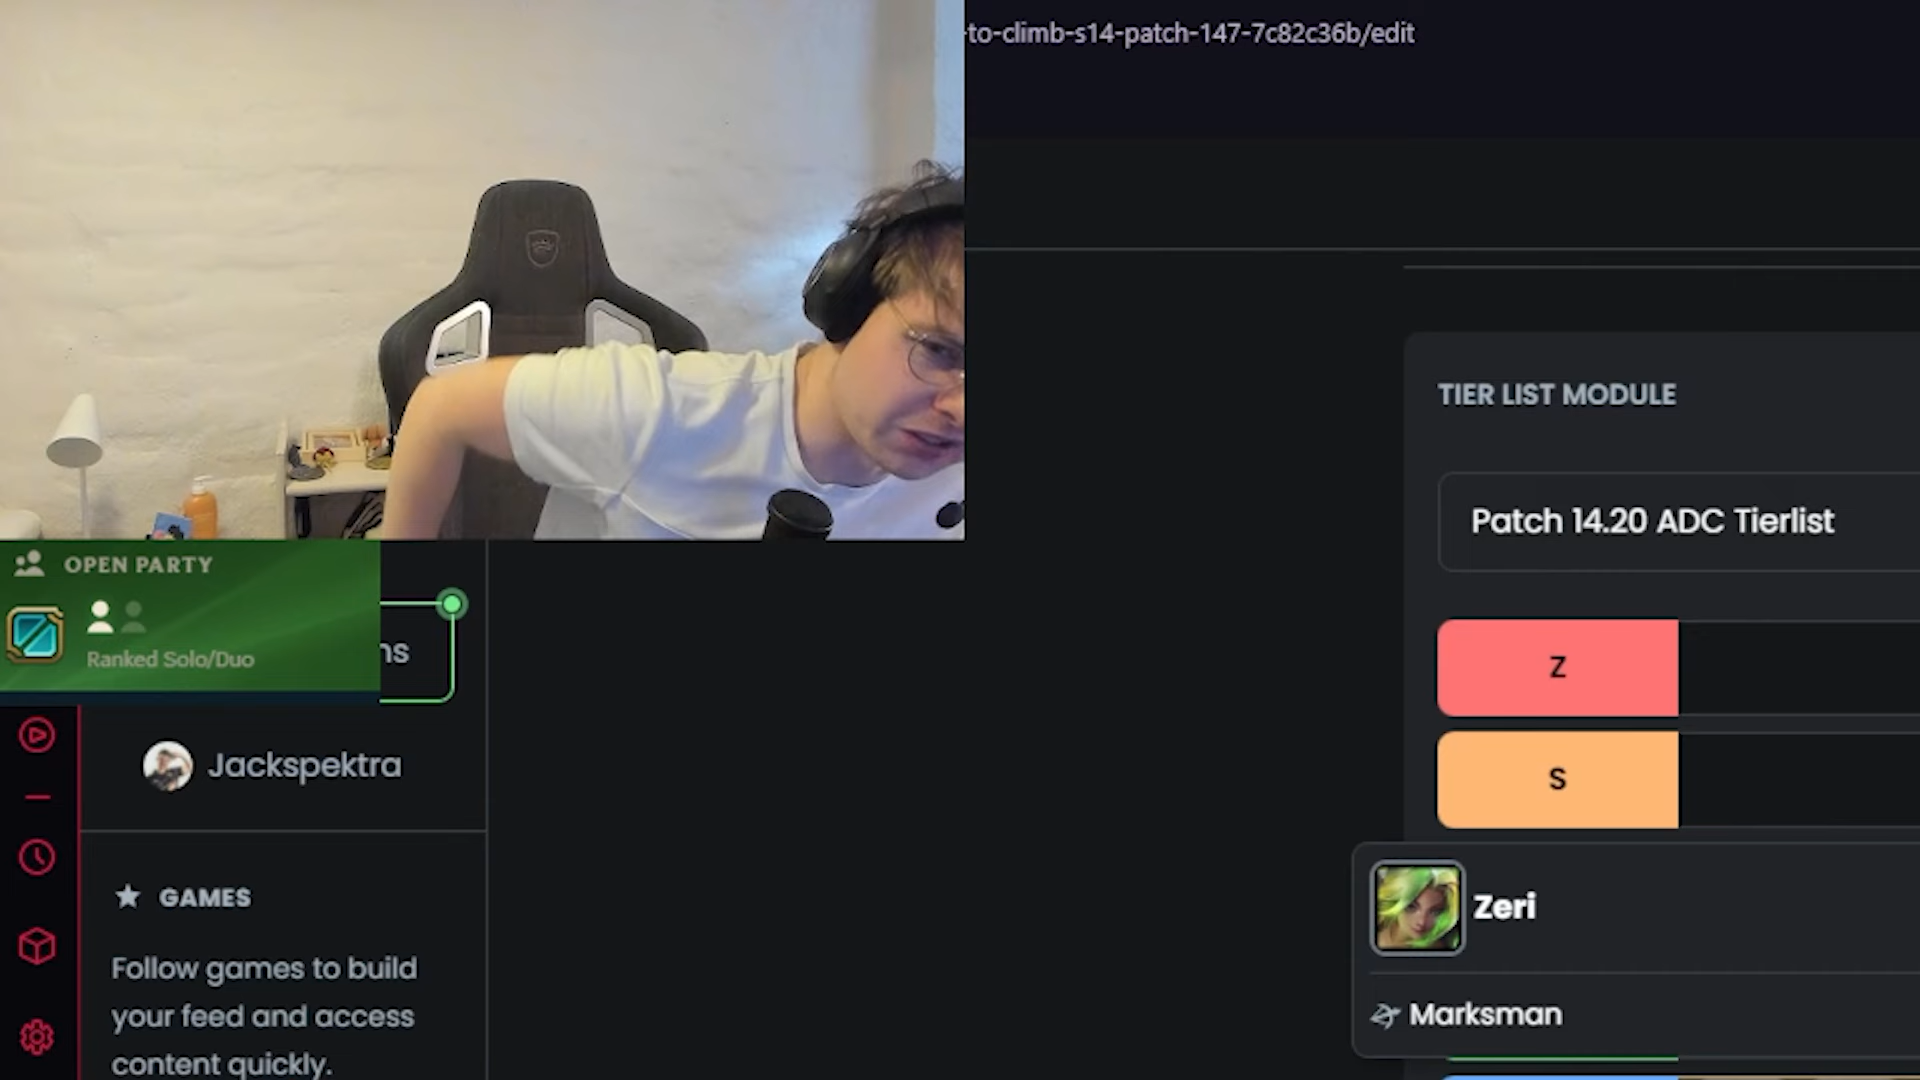 -to-climb-s14-patch-147-7c82c36b/edit
TIER LIST MODULE
Patch 14.20 ADC Tierlist
Z
S
Zeri
Marksman
OPEN PARTY
Ranked Solo/Duo
ns
Jackspektra
GAMES
Follow games to build
your feed and access
content quickly.